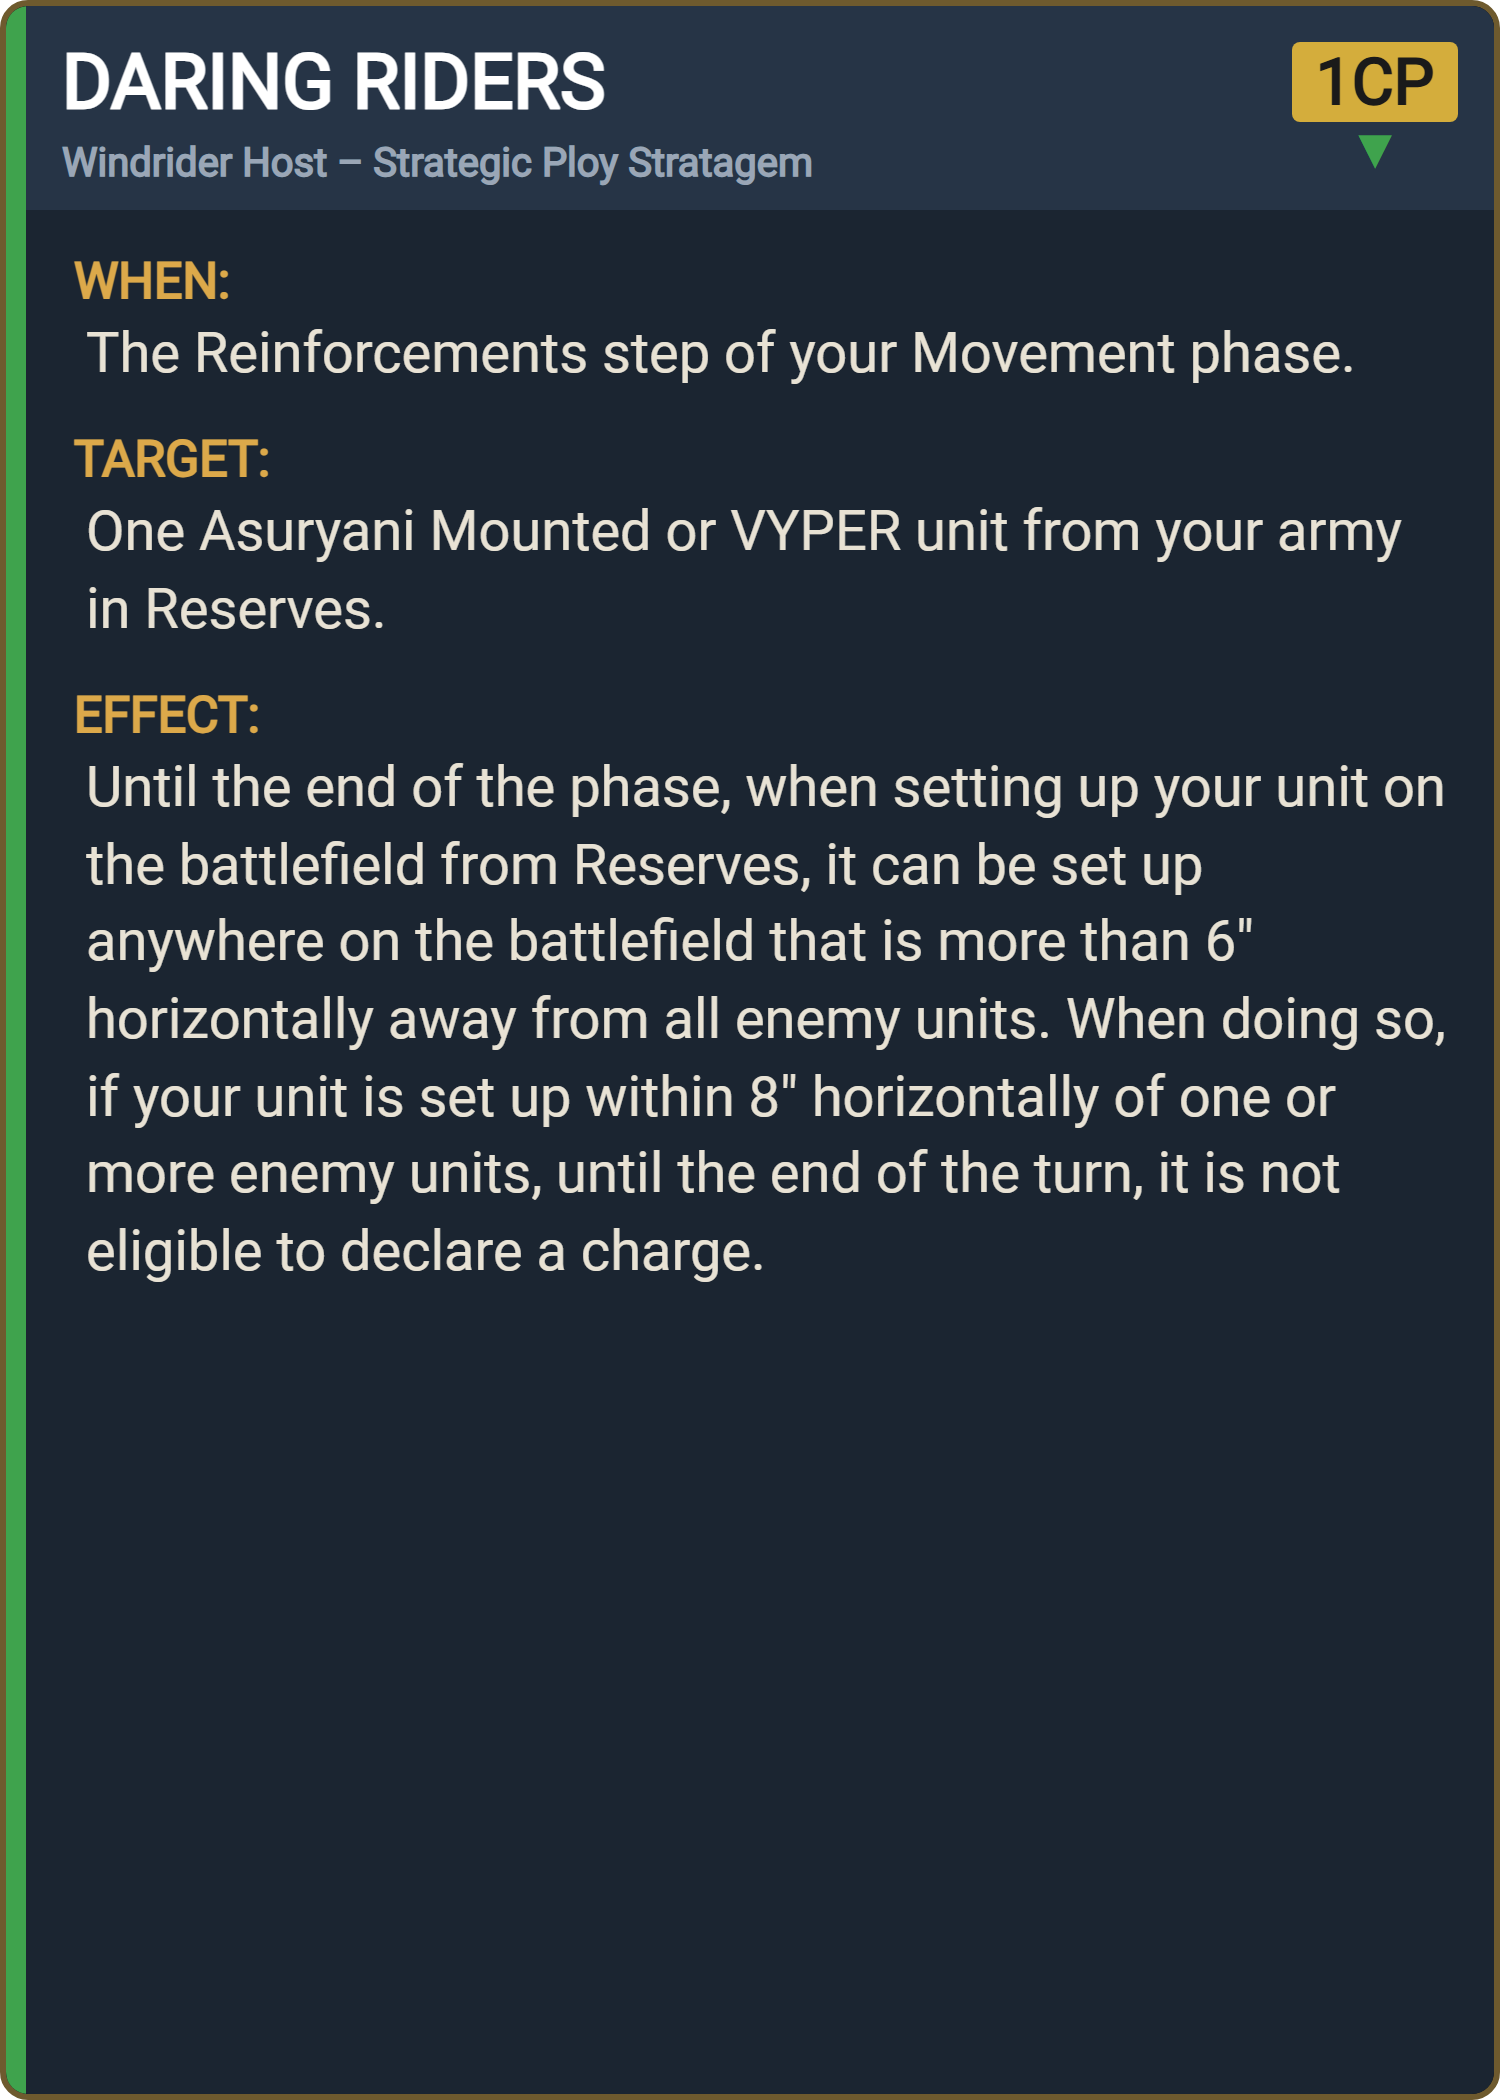 DARING RIDERS
1CP
Windrider Host – Strategic Ploy Stratagem
WHEN:
The Reinforcements step of your Movement phase.
TARGET:
One Asuryani Mounted or VYPER unit from your army
in Reserves.
EFFECT:
Until the end of the phase, when setting up your unit on
the battlefield from Reserves, it can be set up
anywhere on the battlefield that is more than 6"
horizontally away from all enemy units. When doing so,
if your unit is set up within 8" horizontally of one or
more enemy units, until the end of the turn, it is not
eligible to declare a charge.